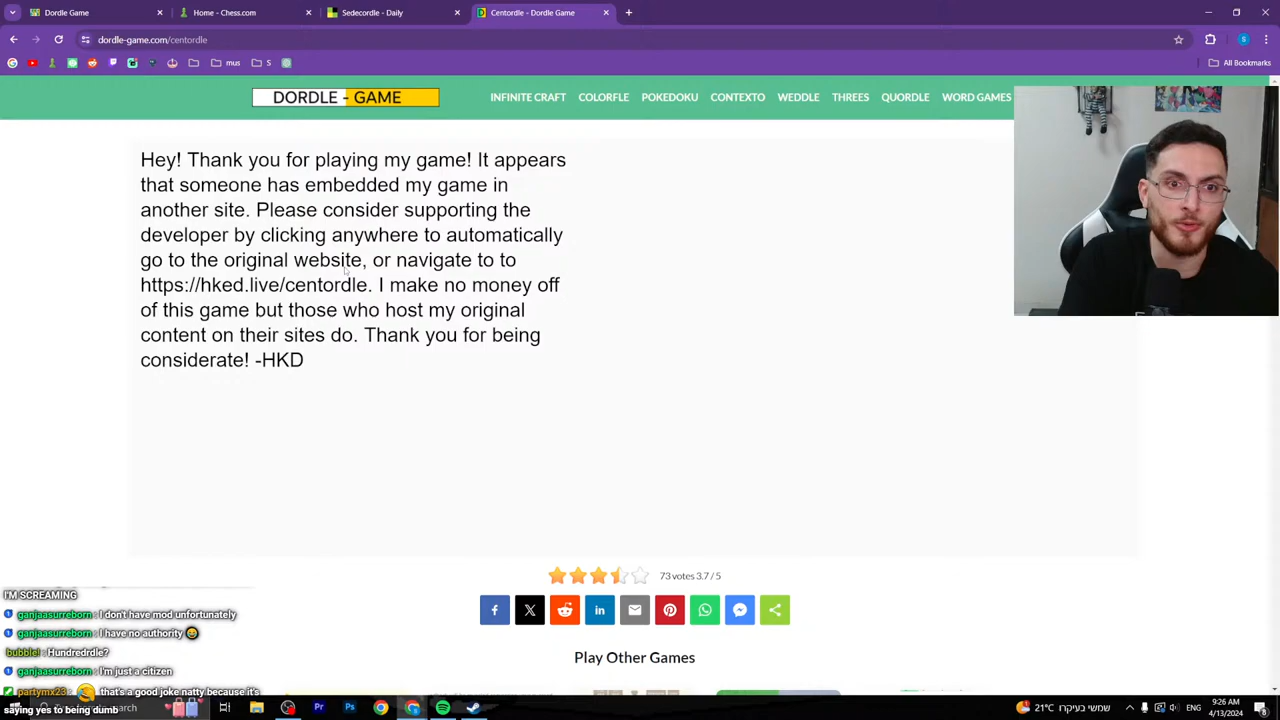 Dordle Game
Home - Chess.com
Sedecordle - Daily
Centordle - Dordle Game
dordle-game.com/centordle
mus
S
All Bookmarks
DORDLE - GAME
INFINITE CRAFT
COLORFLE
POKEDOKU
CONTEXTO
WEDDLE
THREES
QUORDLE
WORD GAMES
Hey! Thank you for playing my game! It appears
that someone has embedded my game in
another site. Please consider supporting the
developer by clicking anywhere to automatically
go to the original website, or navigate to to
https://hked.live/centordle. I make no money off
of this game but those who host my original
content on their sites do. Thank you for being
considerate! -HKD
73 votes 3.7 / 5
Play Other Games
I'M SCREAMING
ganjaasurreborn : I don't have mod unfortunately
ganjaasurreborn : I have no authority
bubblel : Hundredrdle?
ganjaasurreborn : I'm just a citizen
partymx23 : that's a good joke natty because it's
saying yes to being dumb
21°C שמשי בעיקרו
ENG
9:26 AM
4/13/2024